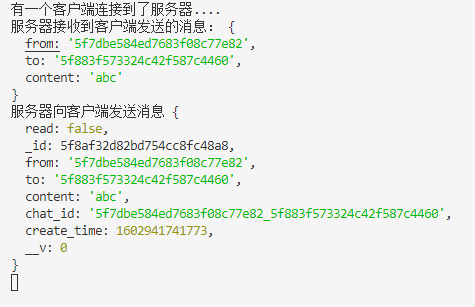 有一个客户端连接到了服务器....
服务器接收到客户端发送的消息: {
from: '5f7dbe584ed7683f08c77e82',
to: '5f883f573324c42f587c4460',
content: 'abc'
}
服务器向客户端发送消息 {
read: false,
_id: 5f8af32d82bd754cc8fc48a8,
from: '5f7dbe584ed7683f08c77e82',
to: '5f883f573324c42f587c4460',
content: 'abc',
chat_id: '5f7dbe584ed7683f08c77e82_5f883f573324c42f587c4460',
create_time: 1602941741773,
__v: 0
}